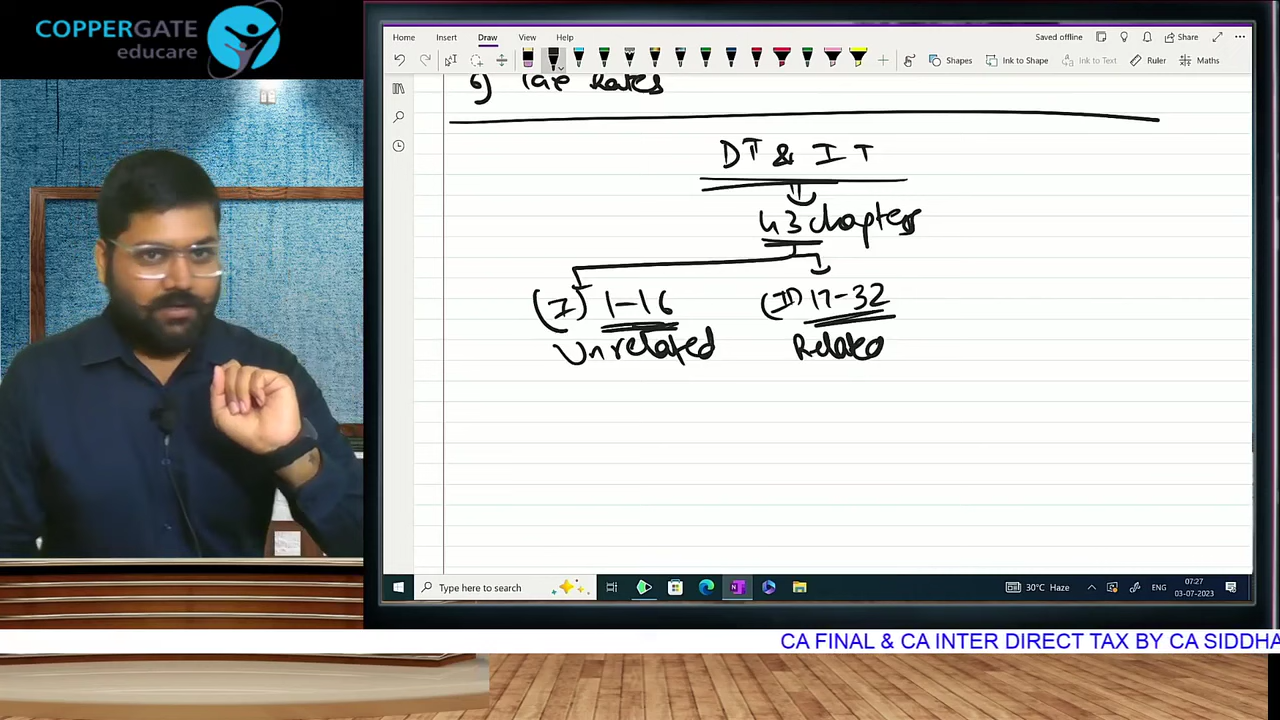 COPPERGATE
educare
Home Insert Draw View Help
Saved offline
Share
Shapes
Ink to Shape
Ink to Text
Ruler
Maths
6) Tax Rates
DT & IT
43 chapters
(I) 1-16
(II) 17-32
Unrelated
Relate
Type here to search
30°C Haze
ENG
07:27
03-07-2023
CA FINAL & CA INTER DIRECT TAX BY CA SIDDHA